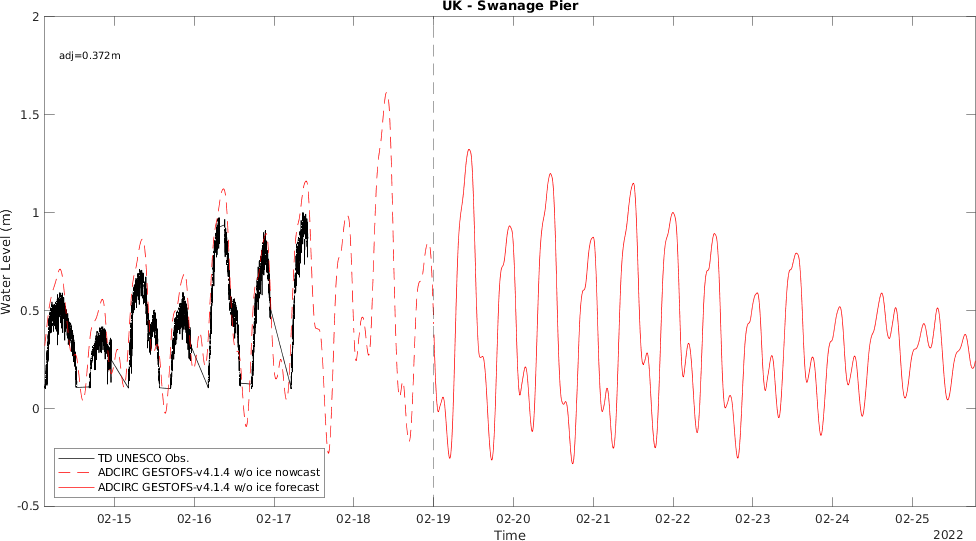 UK - Swanage Pier
adj=0.372m
Water Level (m)
2
1.5
1
0.5
0
-0.5
TD UNESCO Obs.
ADCIRC GESTOFS-v4.1.4 w/o ice nowcast
ADCIRC GESTOFS-v4.1.4 w/o ice forecast
02-15 02-16 02-17 02-18 02-19 02-20 02-21 02-22 02-23 02-24 02-25
Time
2022